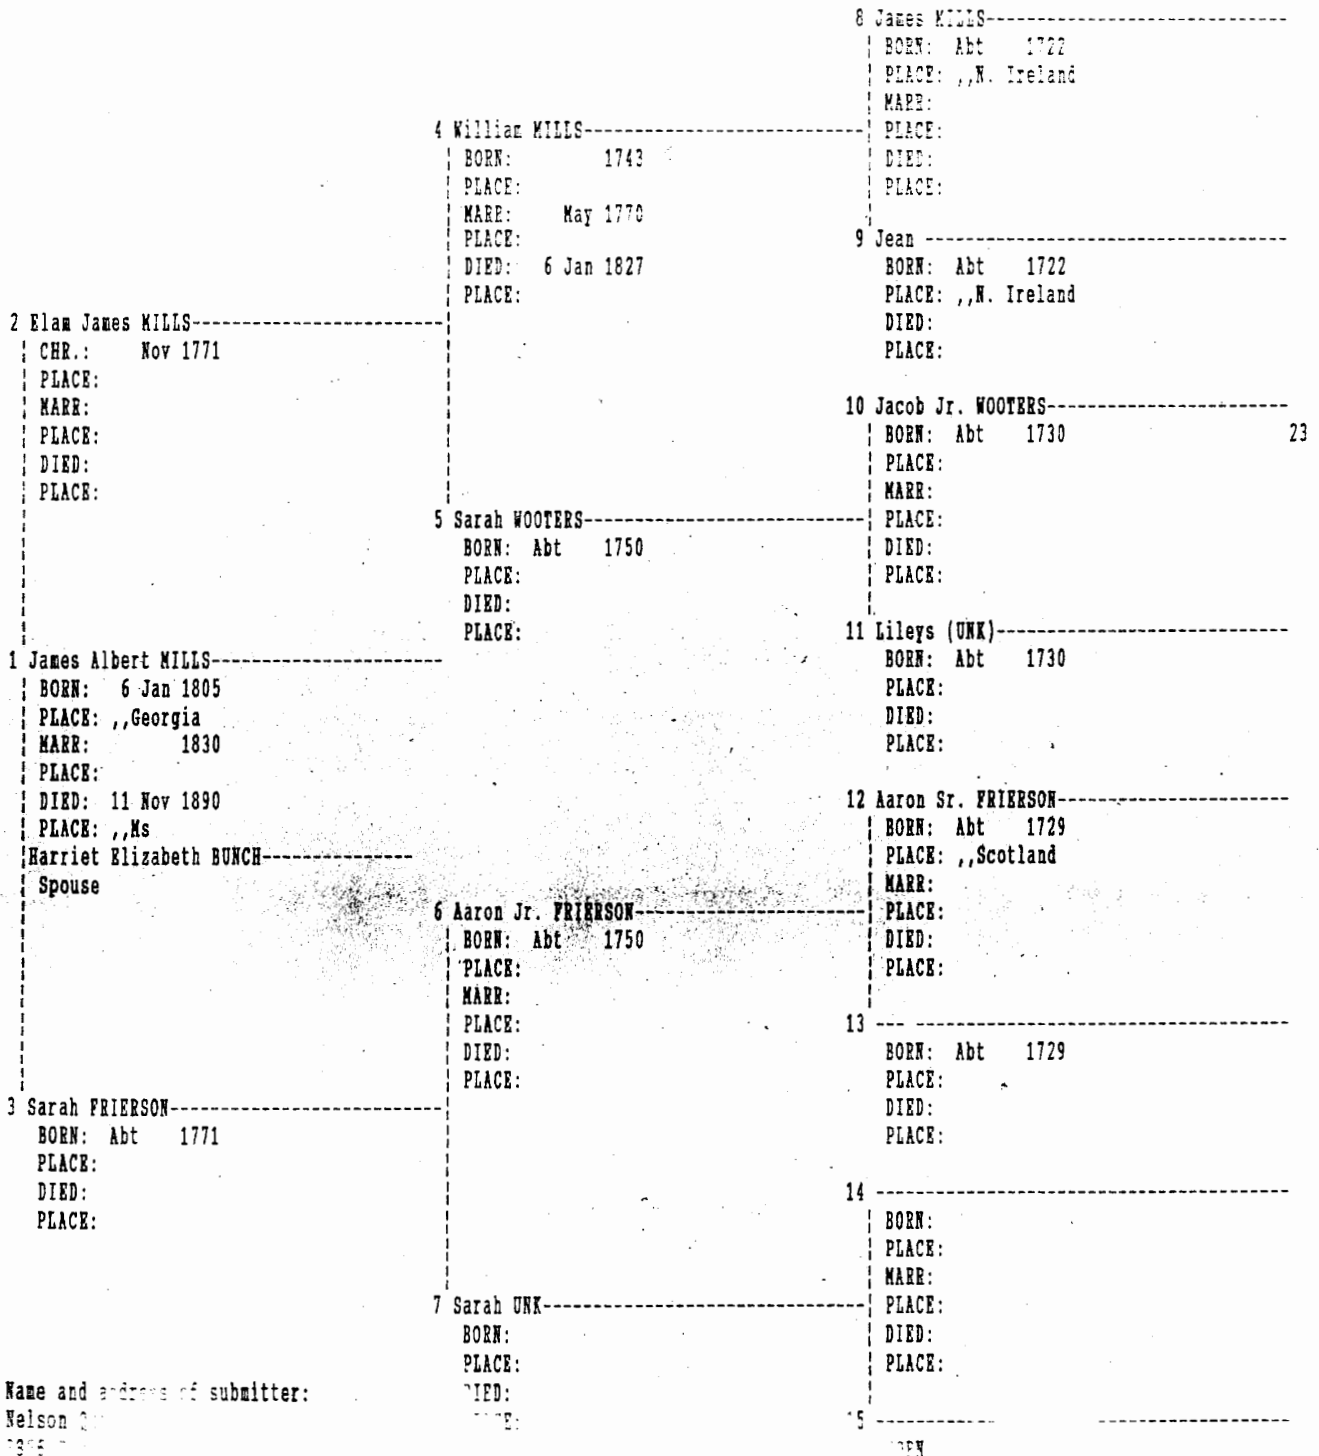 8 James MILLS------------------------------
BORN: Abt 1722
PLACE: ,,N. Ireland
MARR:
PLACE:
DIED:
PLACE:
4 William MILLS----------------------------
BORN: 1743
PLACE:
MARR: May 1770
PLACE:
DIED: 6 Jan 1827
PLACE:
9 Jean ------------------------------------
BORN: Abt 1722
PLACE: ,,N. Ireland
DIED:
PLACE:
2 Elam James MILLS-------------------------
CHR.: Nov 1771
PLACE:
MARR:
PLACE:
DIED:
PLACE:
10 Jacob Jr. WOOTERS------------------------
BORN: Abt 1730 23
PLACE:
MARR:
PLACE:
DIED:
PLACE:
5 Sarah WOOTERS----------------------------
BORN: Abt 1750
PLACE:
DIED:
PLACE:
11 Lileys (UNK)-----------------------------
BORN: Abt 1730
PLACE:
DIED:
PLACE:
1 James Albert MILLS-----------------------
BORN: 6 Jan 1805
PLACE: ,,Georgia
MARR: 1830
PLACE:
DIED: 11 Nov 1890
PLACE: ,,Ms
Harriet Elizabeth BUNCH---------------
Spouse
12 Aaron Sr. FRIERSON-----------------------
BORN: Abt 1729
PLACE: ,,Scotland
MARR:
PLACE:
DIED:
PLACE:
6 Aaron Jr. FRIERSON-----------------------
BORN: Abt 1750
PLACE:
MARR:
PLACE:
DIED:
PLACE:
13 --- -------------------------------------
BORN: Abt 1729
PLACE:
DIED:
PLACE:
3 Sarah FRIERSON---------------------------
BORN: Abt 1771
PLACE:
DIED:
PLACE:
14 -----------------------------------------
BORN:
PLACE:
MARR:
PLACE:
DIED:
PLACE:
7 Sarah UNK--------------------------------
BORN:
PLACE:
DIED:
Name and address of submitter:
Nelson
15 ------------ -------------------